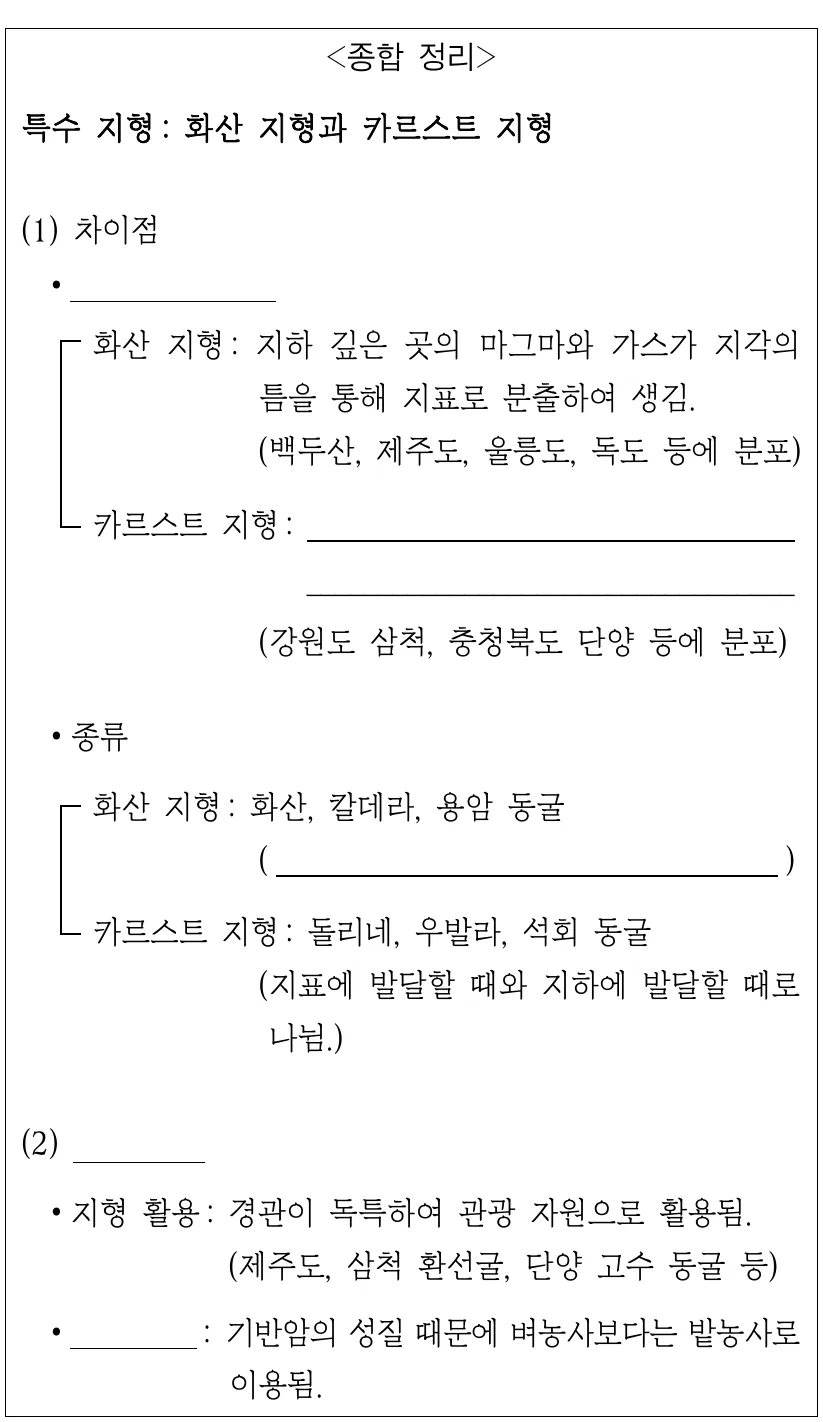 <종합 정리>
특수 지형: 화산 지형과 카르스트 지형
(1) 차이점
• ______________
화산 지형: 지하 깊은 곳의 마그마와 가스가 지각의
틈을 통해 지표로 분출하여 생김.
(백두산, 제주도, 울릉도, 독도 등에 분포)
카르스트 지형: ______________
______________
(강원도 삼척, 충청북도 단양 등에 분포)
• 종류
화산 지형: 화산, 칼데라, 용암 동굴
( ______________ )
카르스트 지형: 돌리네, 우발라, 석회 동굴
(지표에 발달할 때와 지하에 발달할 때로
나뉨.)
(2) _________
• 지형 활용: 경관이 독특하여 관광 자원으로 활용됨.
(제주도, 삼척 환선굴, 단양 고수 동굴 등)
• _________ : 기반암의 성질 때문에 벼농사보다는 밭농사로
이용됨.